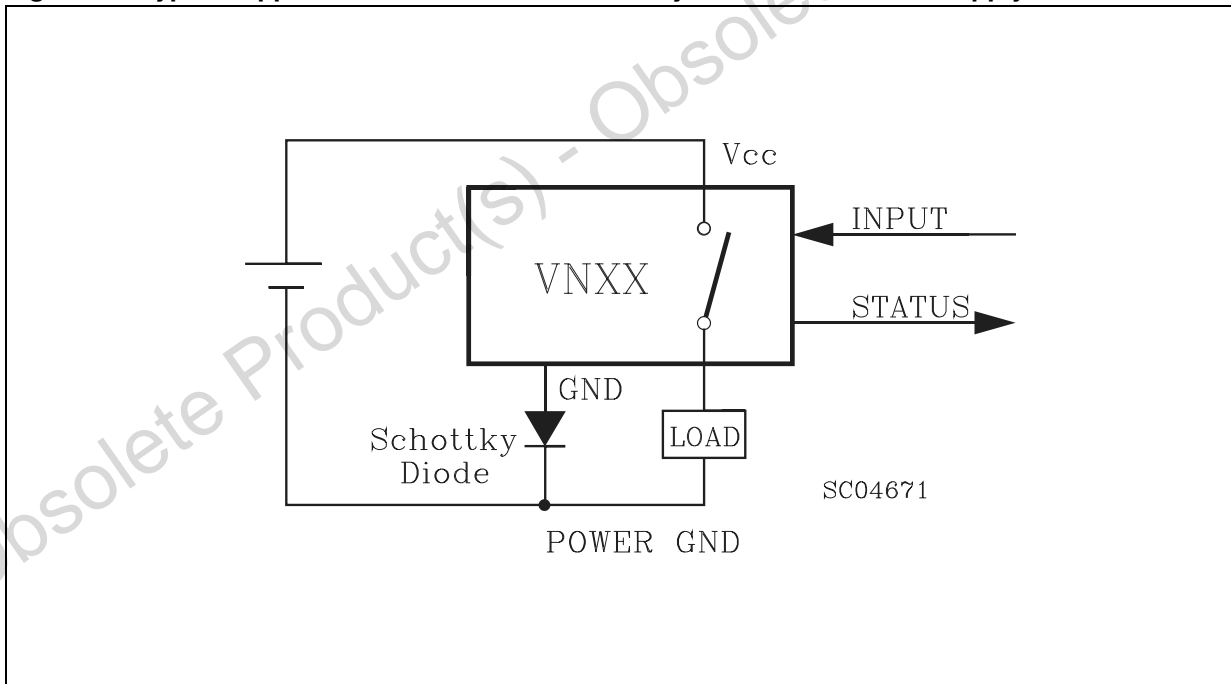 Obsolete Product(s) - Obsolete
Vcc
INPUT
VNXX
STATUS
GND
Schottky
Diode
LOAD
SC04671
POWER GND